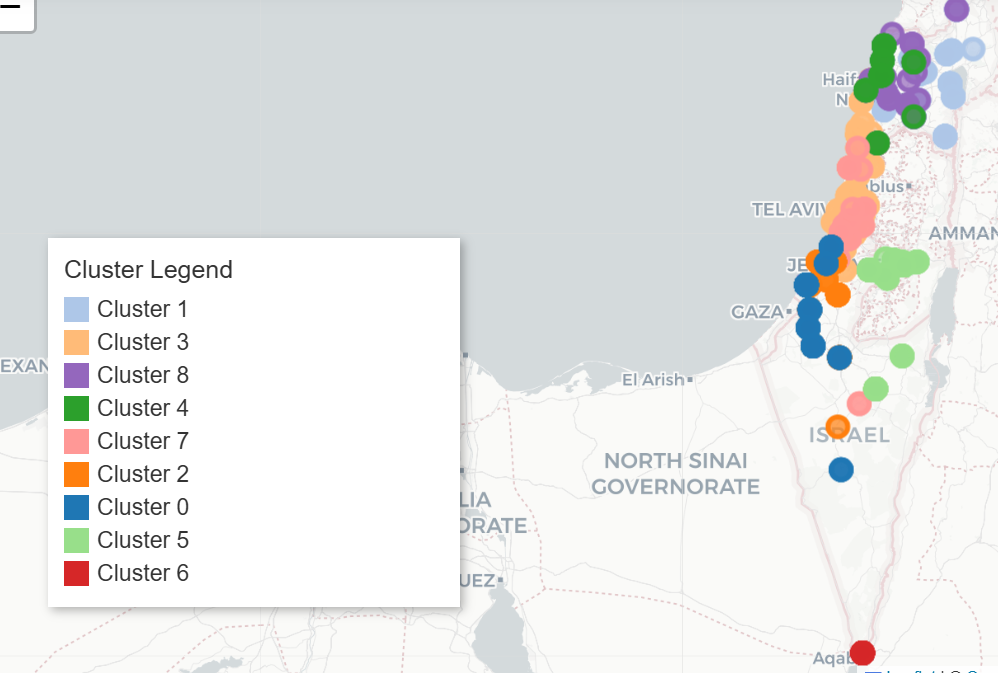 Haif
N
blus
TEL AVIV
AMMAN
JE
GAZA
EXAN
El Arish
ISRAEL
NORTH SINAI
GOVERNORATE
LIA
ORATE
UEZ
Aqab
Cluster Legend
Cluster 1
Cluster 3
Cluster 8
Cluster 4
Cluster 7
Cluster 2
Cluster 0
Cluster 5
Cluster 6